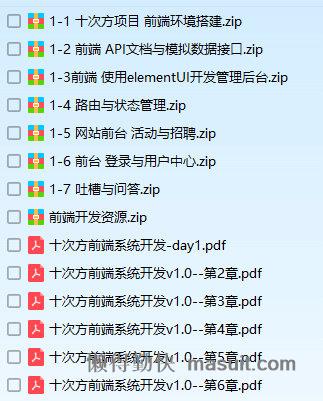 1-1 十次方项目 前端环境搭建.zip
1-2 前端 API文档与模拟数据接口.zip
1-3前端 使用elementUI开发管理后台.zip
1-4 路由与状态管理.zip
1-5 网站前台 活动与招聘.zip
1-6 前台 登录与用户中心.zip
1-7 吐槽与问答.zip
前端开发资源.zip
十次方前端系统开发-day1.pdf
十次方前端系统开发v1.0--第2章.pdf
十次方前端系统开发v1.0--第3章.pdf
十次方前端系统开发v1.0--第4章.pdf
十次方前端系统开发v1.0--第5章.pdf
懒得勤快 masuit.com
十次方前端系统开发v1.0--第6章.pdf